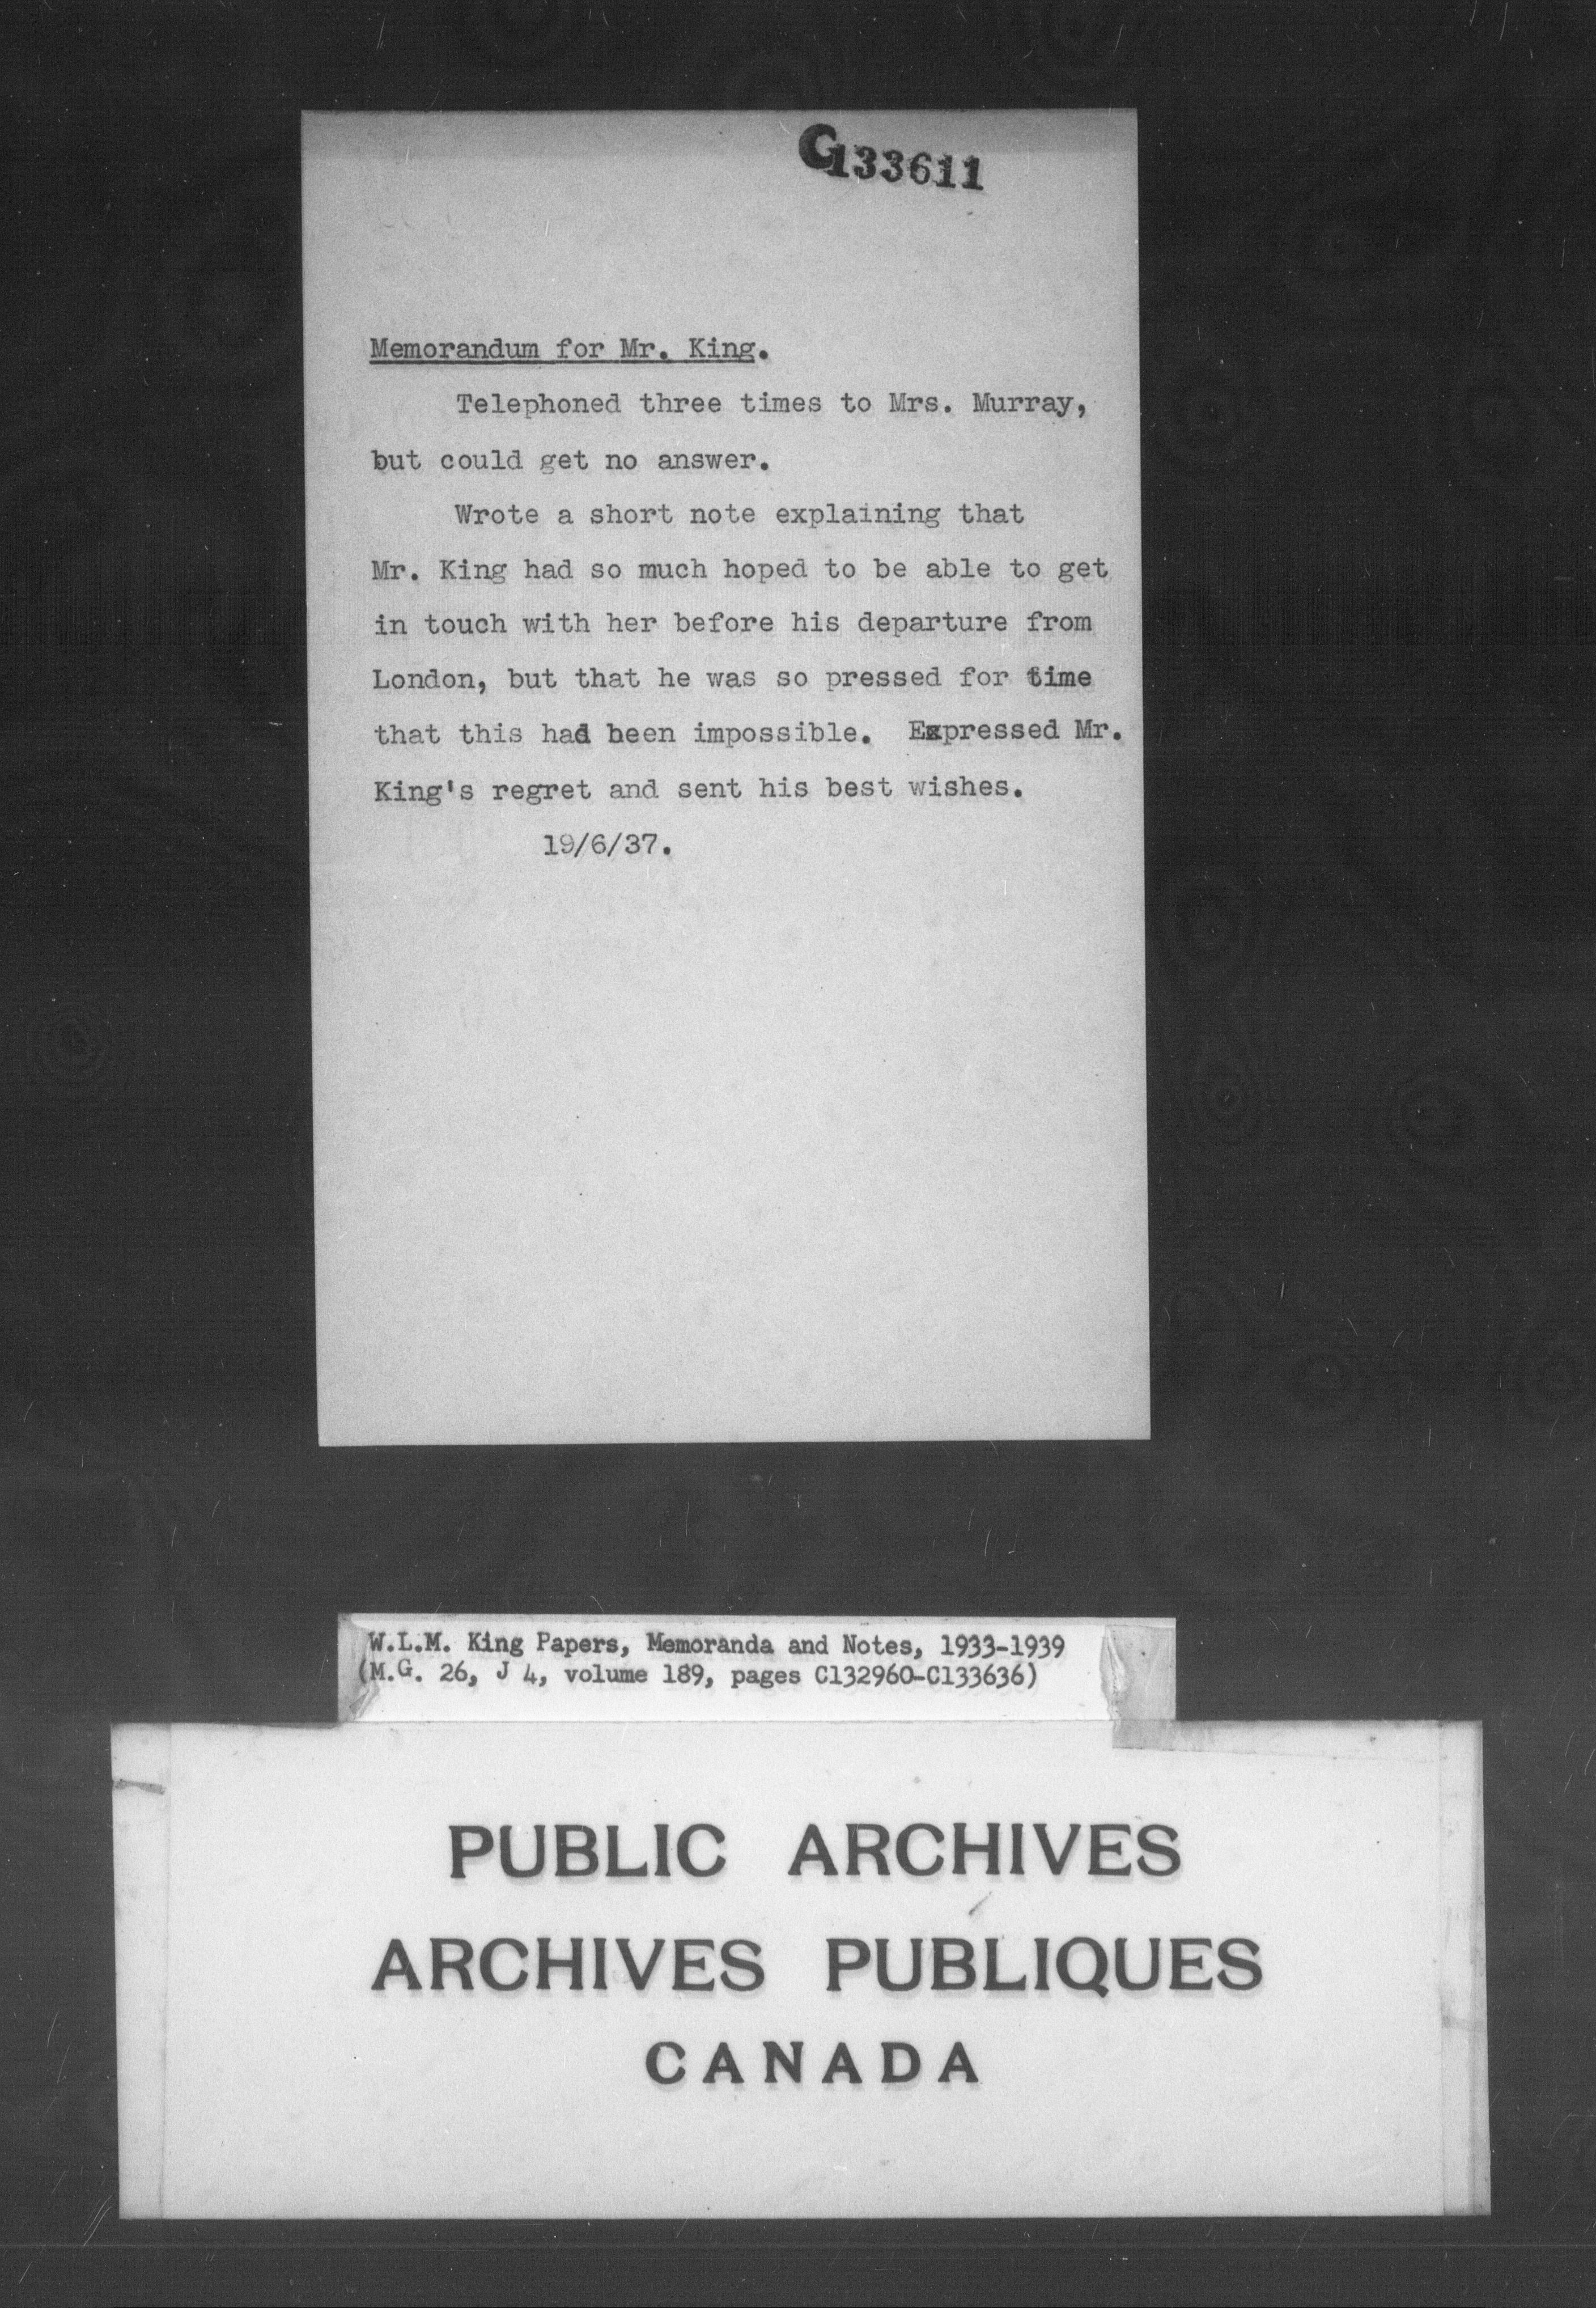 C133611
Memorandum for Mr. King.
Telephoned three times to Mrs. Murray,
but could get no answer.
Wrote a short note explaining that
Mr. King had so much hoped to be able to get
in touch with her before his departure from
London, but that he was so pressed for time
that this had been impossible. Expressed Mr.
King's regret and sent his best wishes.
19/6/37.
W.L.M. King Papers, Memoranda and Notes, 1933-1939
(M.G. 26, J 4, volume 189, pages C132960-C133636)
PUBLIC ARCHIVES
ARCHIVES PUBLIQUES
CANADA